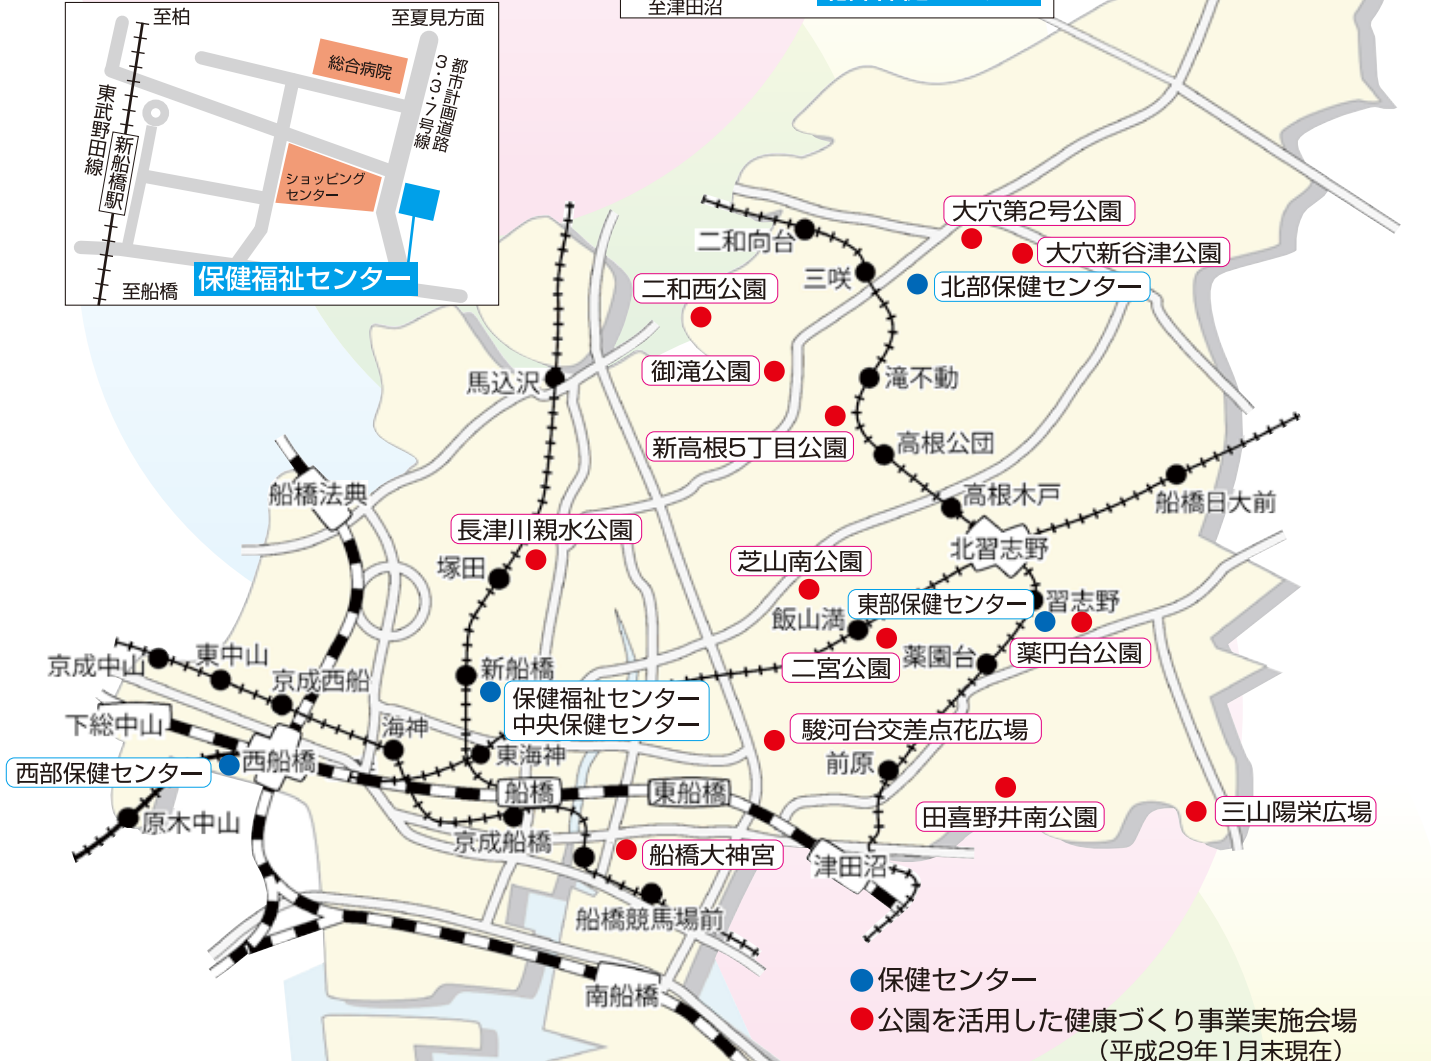 至柏
至夏見方面
総合病院
都市計画道路
3・3・7号線
東武野田線
新船橋駅
ショッピング
センター
保健福祉センター
至船橋
至津田沼
大穴第2号公園
二和向台
大穴新谷津公園
三咲
北部保健センター
二和西公園
御滝公園
馬込沢
滝不動
新高根5丁目公園
高根公団
船橋法典
高根木戸
船橋日大前
長津川親水公園
北習志野
芝山南公園
塚田
東部保健センター
習志野
飯山満
薬円台公園
二宮公園
薬園台
京成中山
東中山
京成西船
新船橋
保健福祉センター
中央保健センター
下総中山
海神
駿河台交差点花広場
東海神
西船橋
西部保健センター
前原
船橋
東船橋
田喜野井南公園
三山陽栄広場
原木中山
京成船橋
船橋大神宮
津田沼
船橋競馬場前
南船橋
保健センター
公園を活用した健康づくり事業実施会場
(平成29年1月末現在)